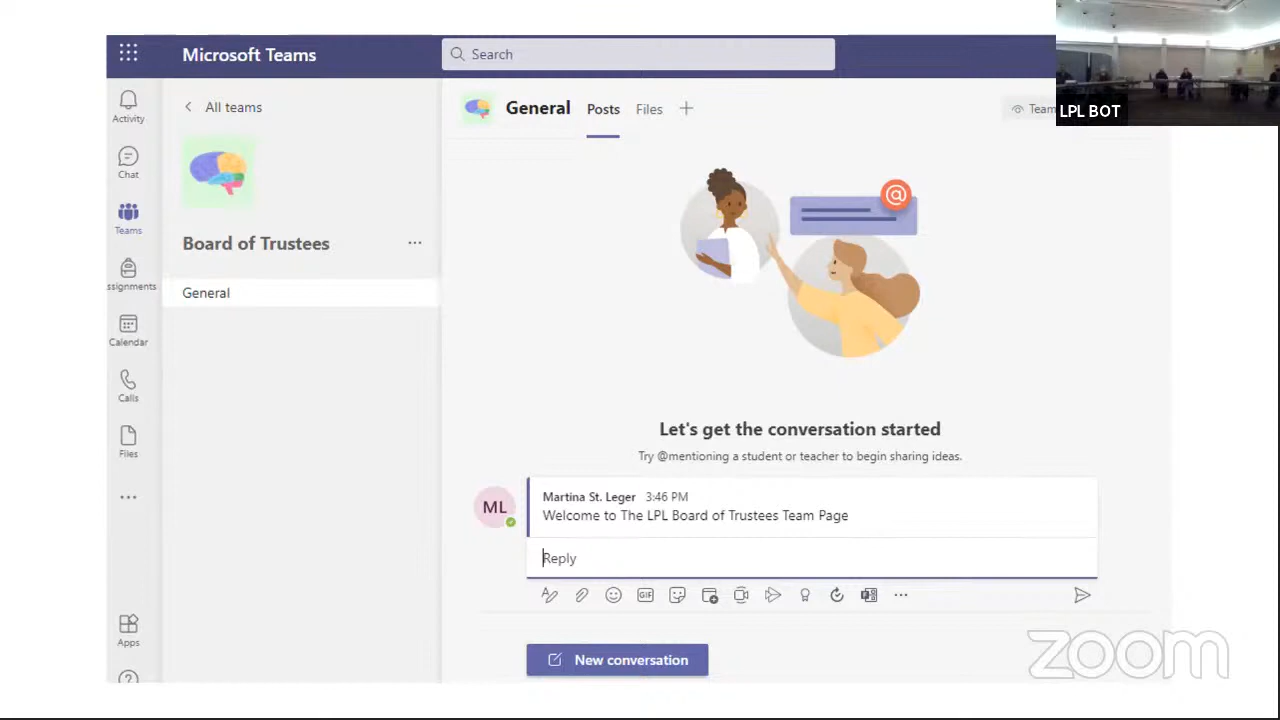 Microsoft Teams
Search
LPL BOT
Activity
Chat
Teams
ssignments
Calendar
Calls
Files
Apps
All teams
Board of Trustees
General
General
Posts
Files
Team
Let's get the conversation started
Try @mentioning a student or teacher to begin sharing ideas.
ML
Martina St. Leger 3:46 PM
Welcome to The LPL Board of Trustees Team Page
Reply
GIF
New conversation
zoom